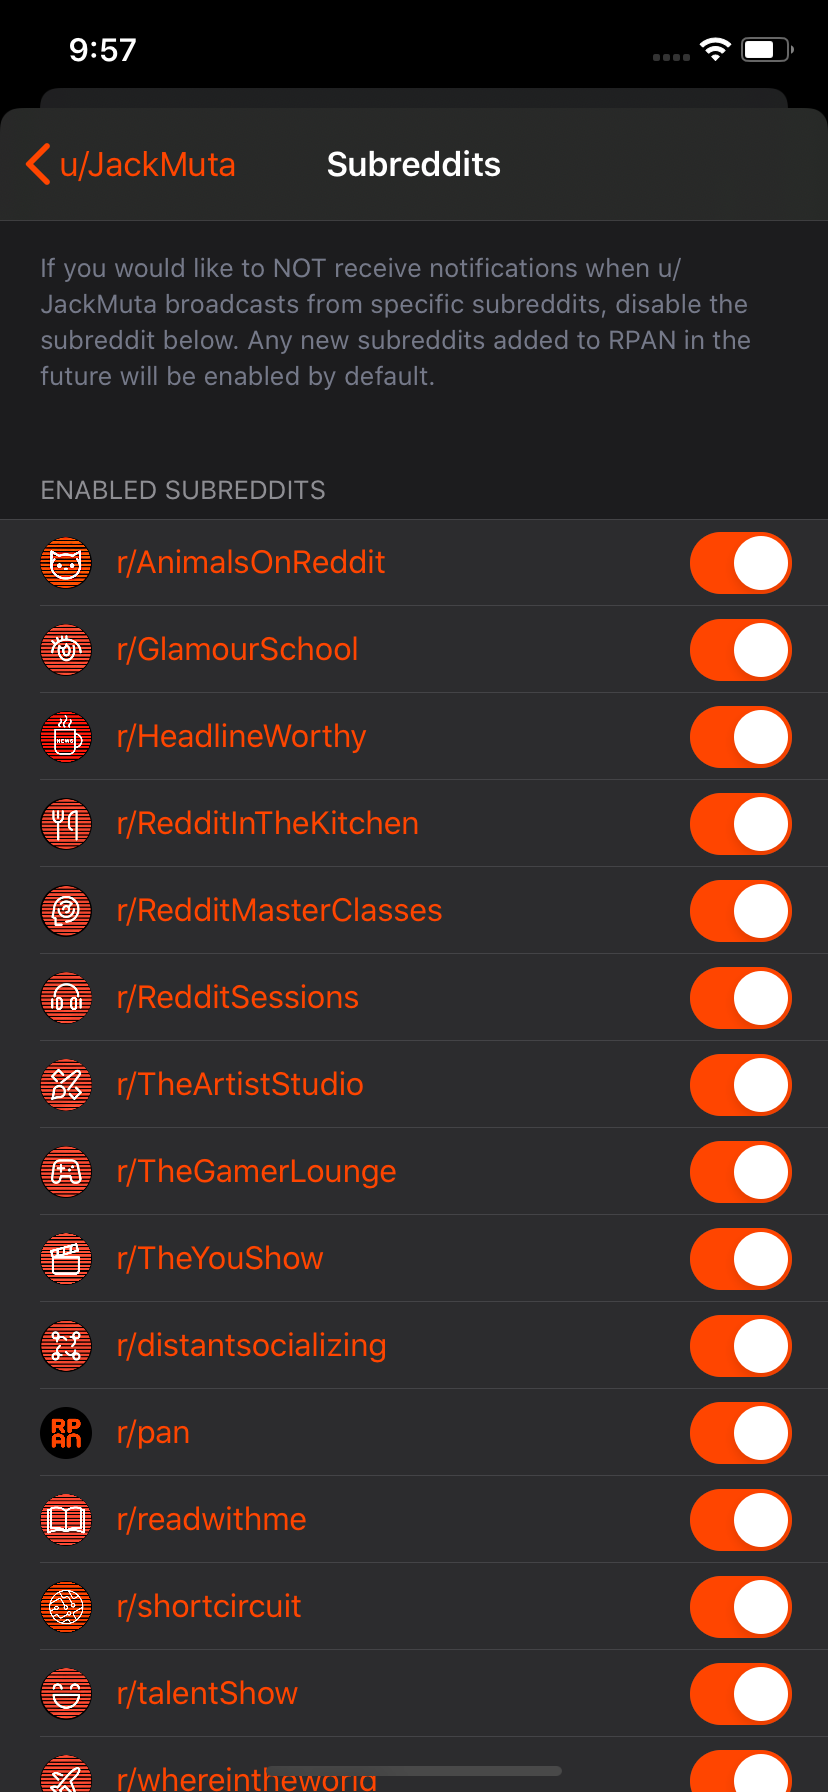 9:57
u/JackMuta
Subreddits
If you would like to NOT receive notifications when u/
JackMuta broadcasts from specific subreddits, disable the
subreddit below. Any new subreddits added to RPAN in the
future will be enabled by default.
ENABLED SUBREDDITS
r/AnimalsOnReddit
r/GlamourSchool
NEWS
r/HeadlineWorthy
r/RedditInTheKitchen
r/RedditMasterClasses
r/RedditSessions
r/TheArtistStudio
r/TheGamerLounge
r/TheYouShow
r/distantsocializing
RP
AN
r/pan
r/readwithme
r/shortcircuit
r/talentShow
r/whereintheworld